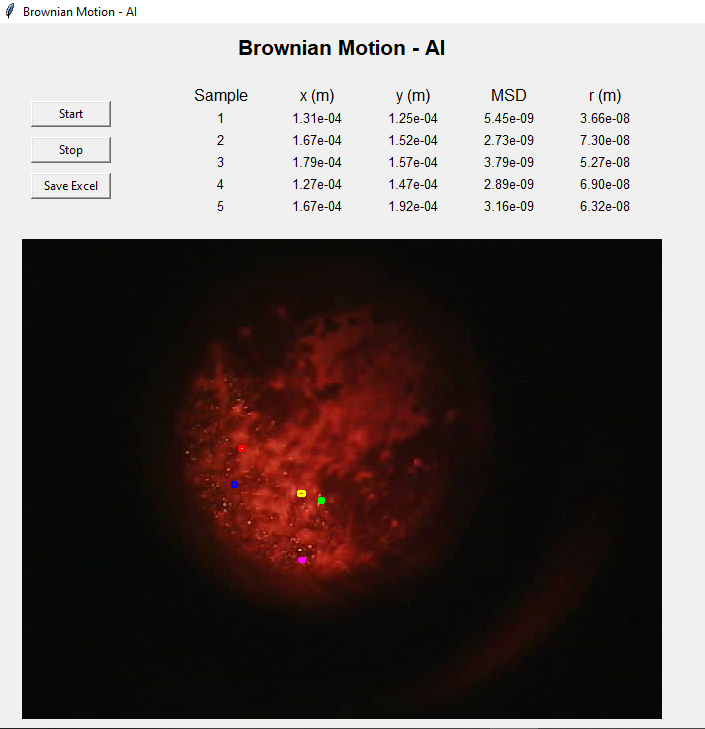 Brownian Motion - AI
Brownian Motion - AI
Start
Stop
Save Excel
Sample x (m) y (m) MSD r (m)
1 1.31e-04 1.25e-04 5.45e-09 3.66e-08
2 1.67e-04 1.52e-04 2.73e-09 7.30e-08
3 1.79e-04 1.57e-04 3.79e-09 5.27e-08
4 1.27e-04 1.47e-04 2.89e-09 6.90e-08
5 1.67e-04 1.92e-04 3.16e-09 6.32e-08